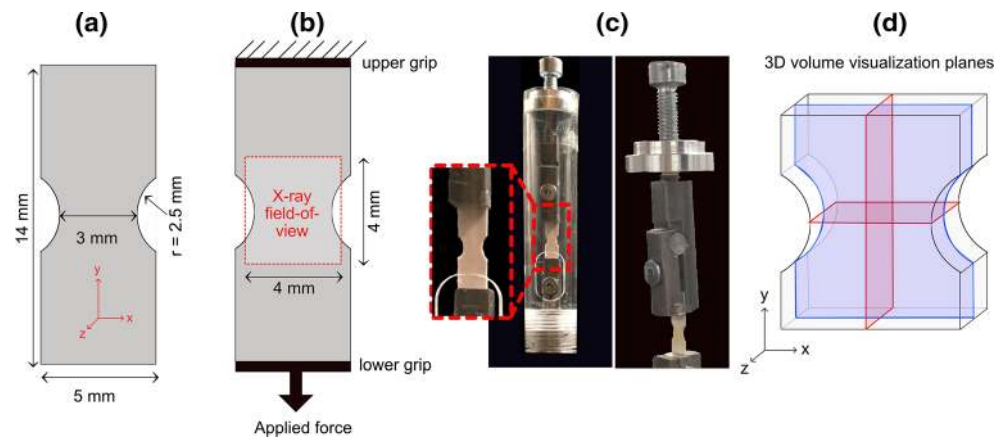 (a)
14 mm
3 mm
r = 2.5 mm
y
z
x
5 mm
(b)
upper grip
X-ray
field-of-
view
4 mm
4 mm
lower grip
Applied force
(c)
(d)
3D volume visualization planes
y
z
x